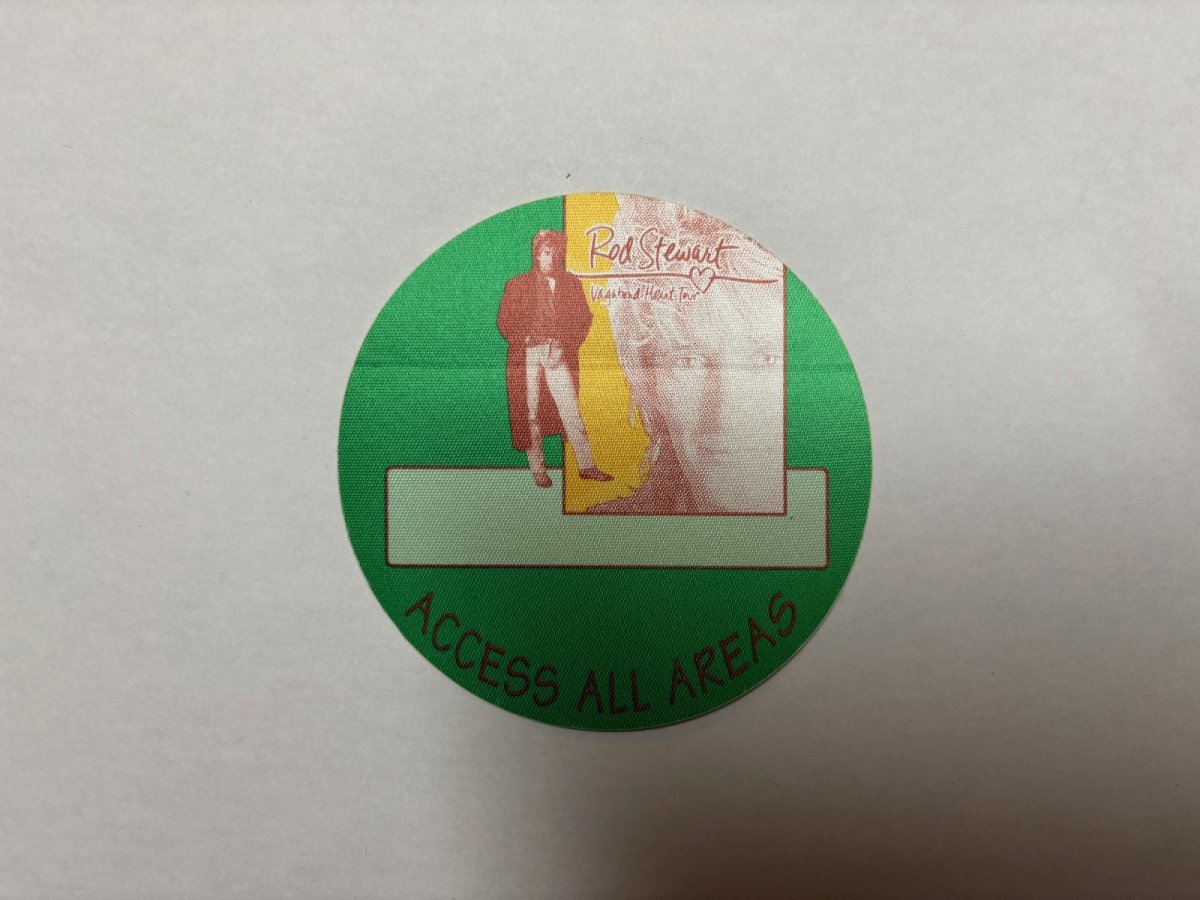 Rod Stewart
Vagabond Heart Tour
ACCESS ALL AREAS